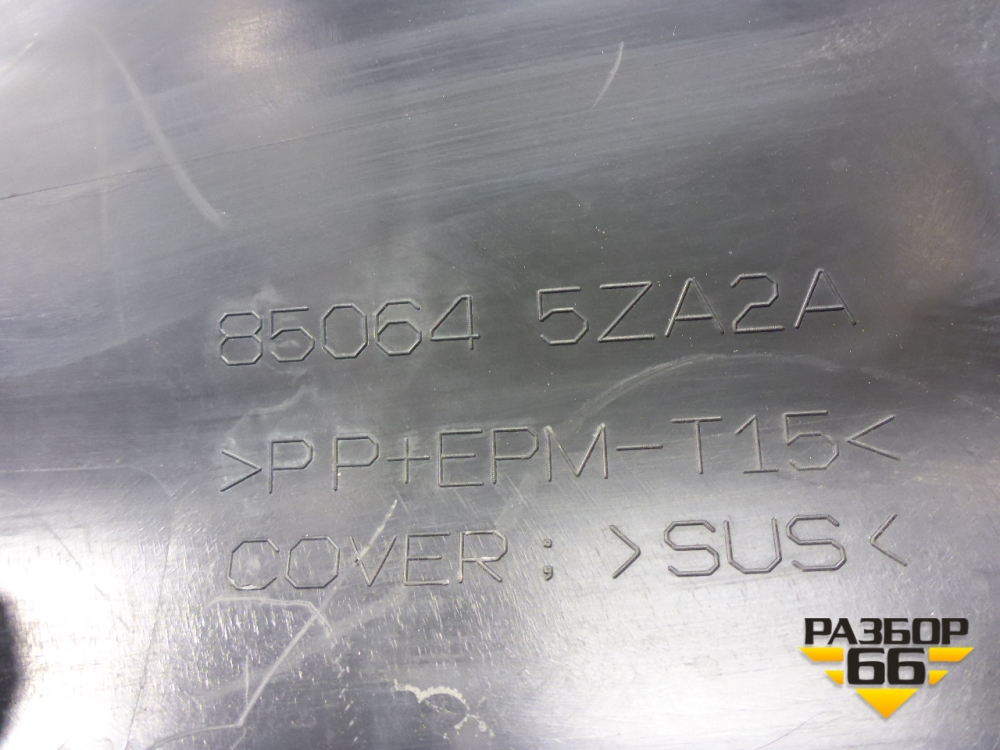 85064 5ZA2A
>PP+EPM-T15<
COVER; >SUS<
РАЗБОР
66